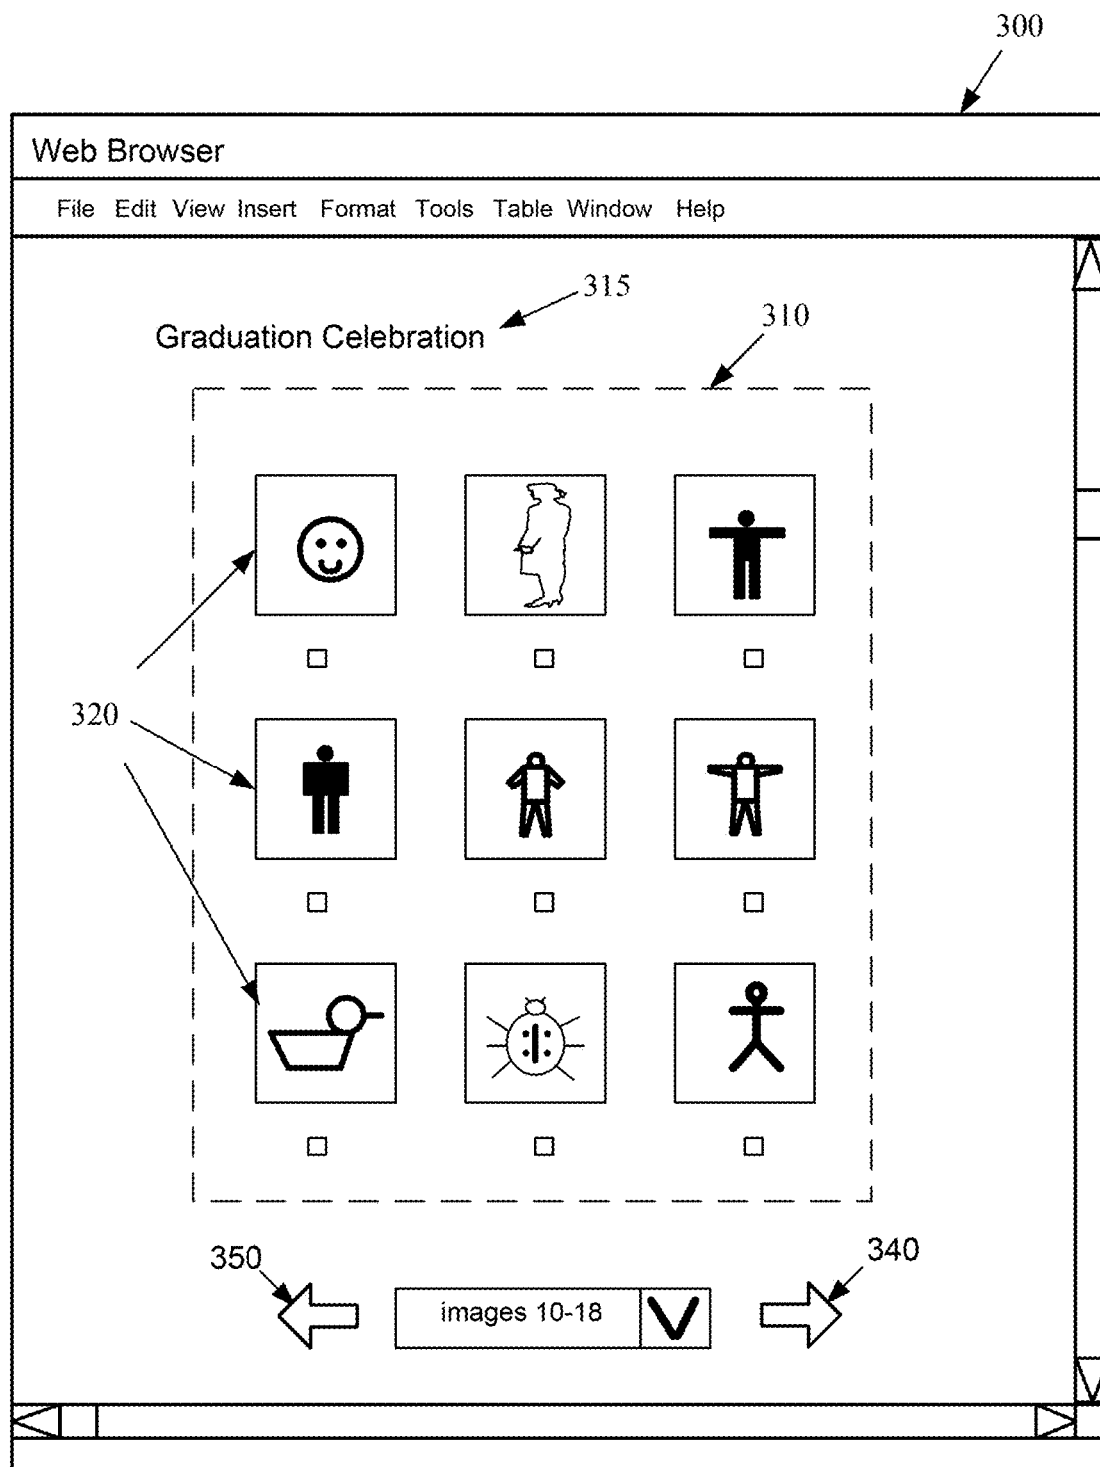 300
Web Browser
File Edit View Insert Format Tools Table Window Help
315
310
Graduation Celebration
320
350
340
images 10-18